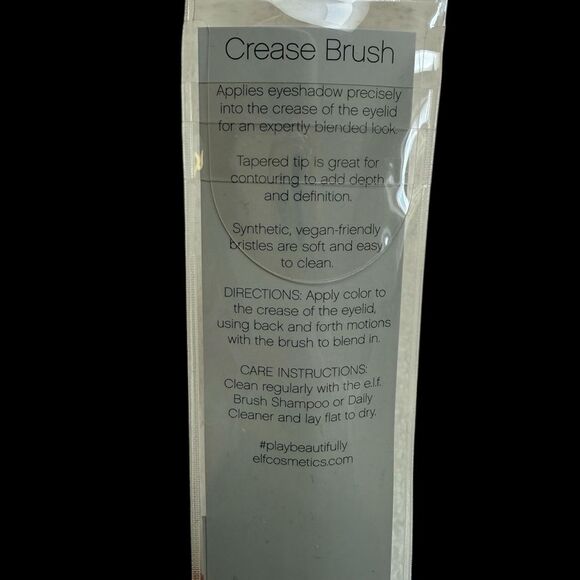 Crease Brush
Applies eyeshadow precisely
into the crease of the eyelid
for an expertly blended look.
Tapered tip is great for
contouring to add depth
and definition.
Synthetic, vegan-friendly
bristles are soft and easy
to clean.
DIRECTIONS: Apply color to
the crease of the eyelid,
using back and forth motions
with the brush to blend in.
CARE INSTRUCTIONS:
Clean regularly with the e.l.f.
Brush Shampoo or Daily
Cleaner and lay flat to dry.
#playbeautifully
elfcosmetics.com